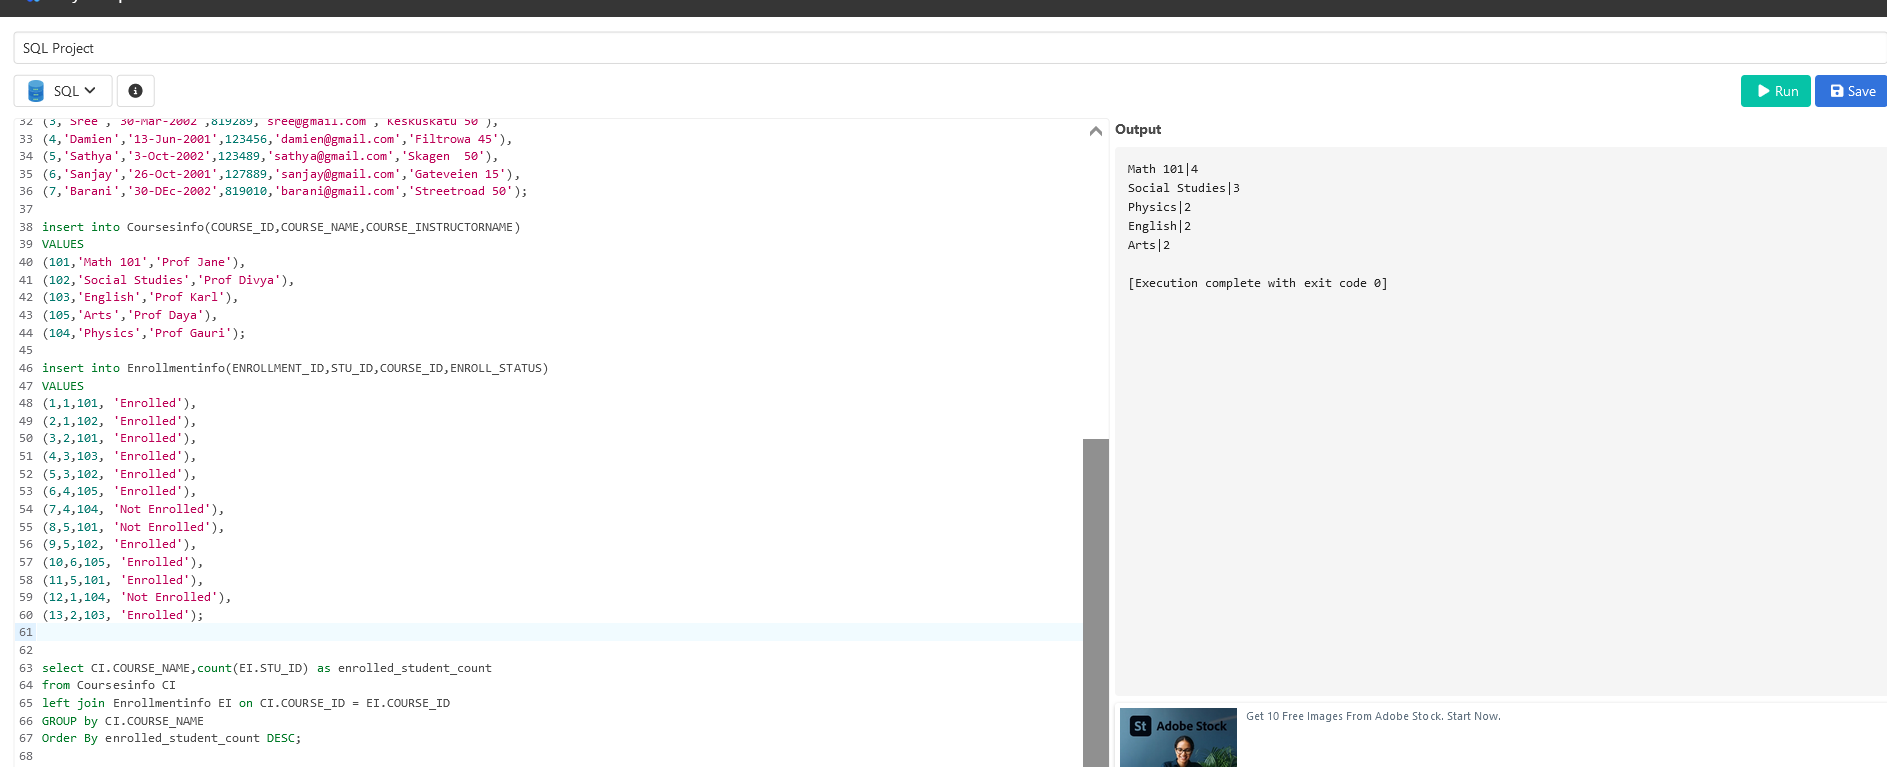 SQL Project
SQL
Run
Save
32 (3,'Sree','30-Mar-2002',819289,'sree@gmail.com','Keskuskatu 50'),
33 (4,'Damien','13-Jun-2001',123456,'damien@gmail.com','Filtrowa 45'),
34 (5,'Sathya','3-Oct-2002',123489,'sathya@gmail.com','Skagen  50'),
35 (6,'Sanjay','26-Oct-2001',127889,'sanjay@gmail.com','Gateveien 15'),
36 (7,'Barani','30-DEc-2002',819010,'barani@gmail.com','Streetroad 50');
37
38 insert into Coursesinfo(COURSE_ID,COURSE_NAME,COURSE_INSTRUCTORNAME)
39 VALUES
40 (101,'Math 101','Prof Jane'),
41 (102,'Social Studies','Prof Divya'),
42 (103,'English','Prof Karl'),
43 (105,'Arts','Prof Daya'),
44 (104,'Physics','Prof Gauri');
45
46 insert into Enrollmentinfo(ENROLLMENT_ID,STU_ID,COURSE_ID,ENROLL_STATUS)
47 VALUES
48 (1,1,101, 'Enrolled'),
49 (2,1,102, 'Enrolled'),
50 (3,2,101, 'Enrolled'),
51 (4,3,103, 'Enrolled'),
52 (5,3,102, 'Enrolled'),
53 (6,4,105, 'Enrolled'),
54 (7,4,104, 'Not Enrolled'),
55 (8,5,101, 'Not Enrolled'),
56 (9,5,102, 'Enrolled'),
57 (10,6,105, 'Enrolled'),
58 (11,5,101, 'Enrolled'),
59 (12,1,104, 'Not Enrolled'),
60 (13,2,103, 'Enrolled');
61
62
63 select CI.COURSE_NAME,count(EI.STU_ID) as enrolled_student_count
64 from Coursesinfo CI
65 left join Enrollmentinfo EI on CI.COURSE_ID = EI.COURSE_ID
66 GROUP by CI.COURSE_NAME
67 Order By enrolled_student_count DESC;
68
Output
Math 101|4
Social Studies|3
Physics|2
English|2
Arts|2
[Execution complete with exit code 0]
St Adobe Stock
Get 10 Free Images From Adobe Stock. Start Now.